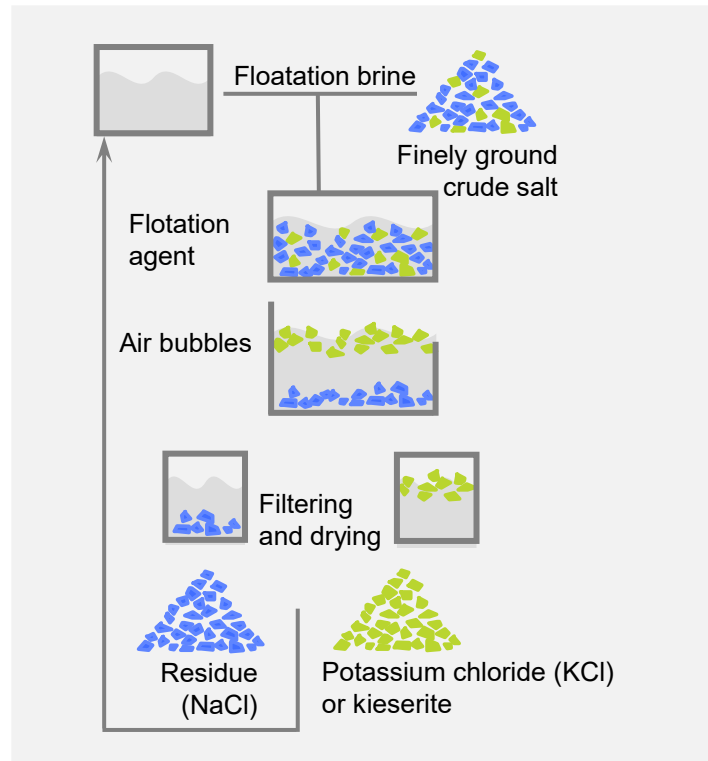 Floatation brine
Finely ground
crude salt
Flotation
agent
Air bubbles
Filtering
and drying
Residue
(NaCl)
Potassium chloride (KCl)
or kieserite